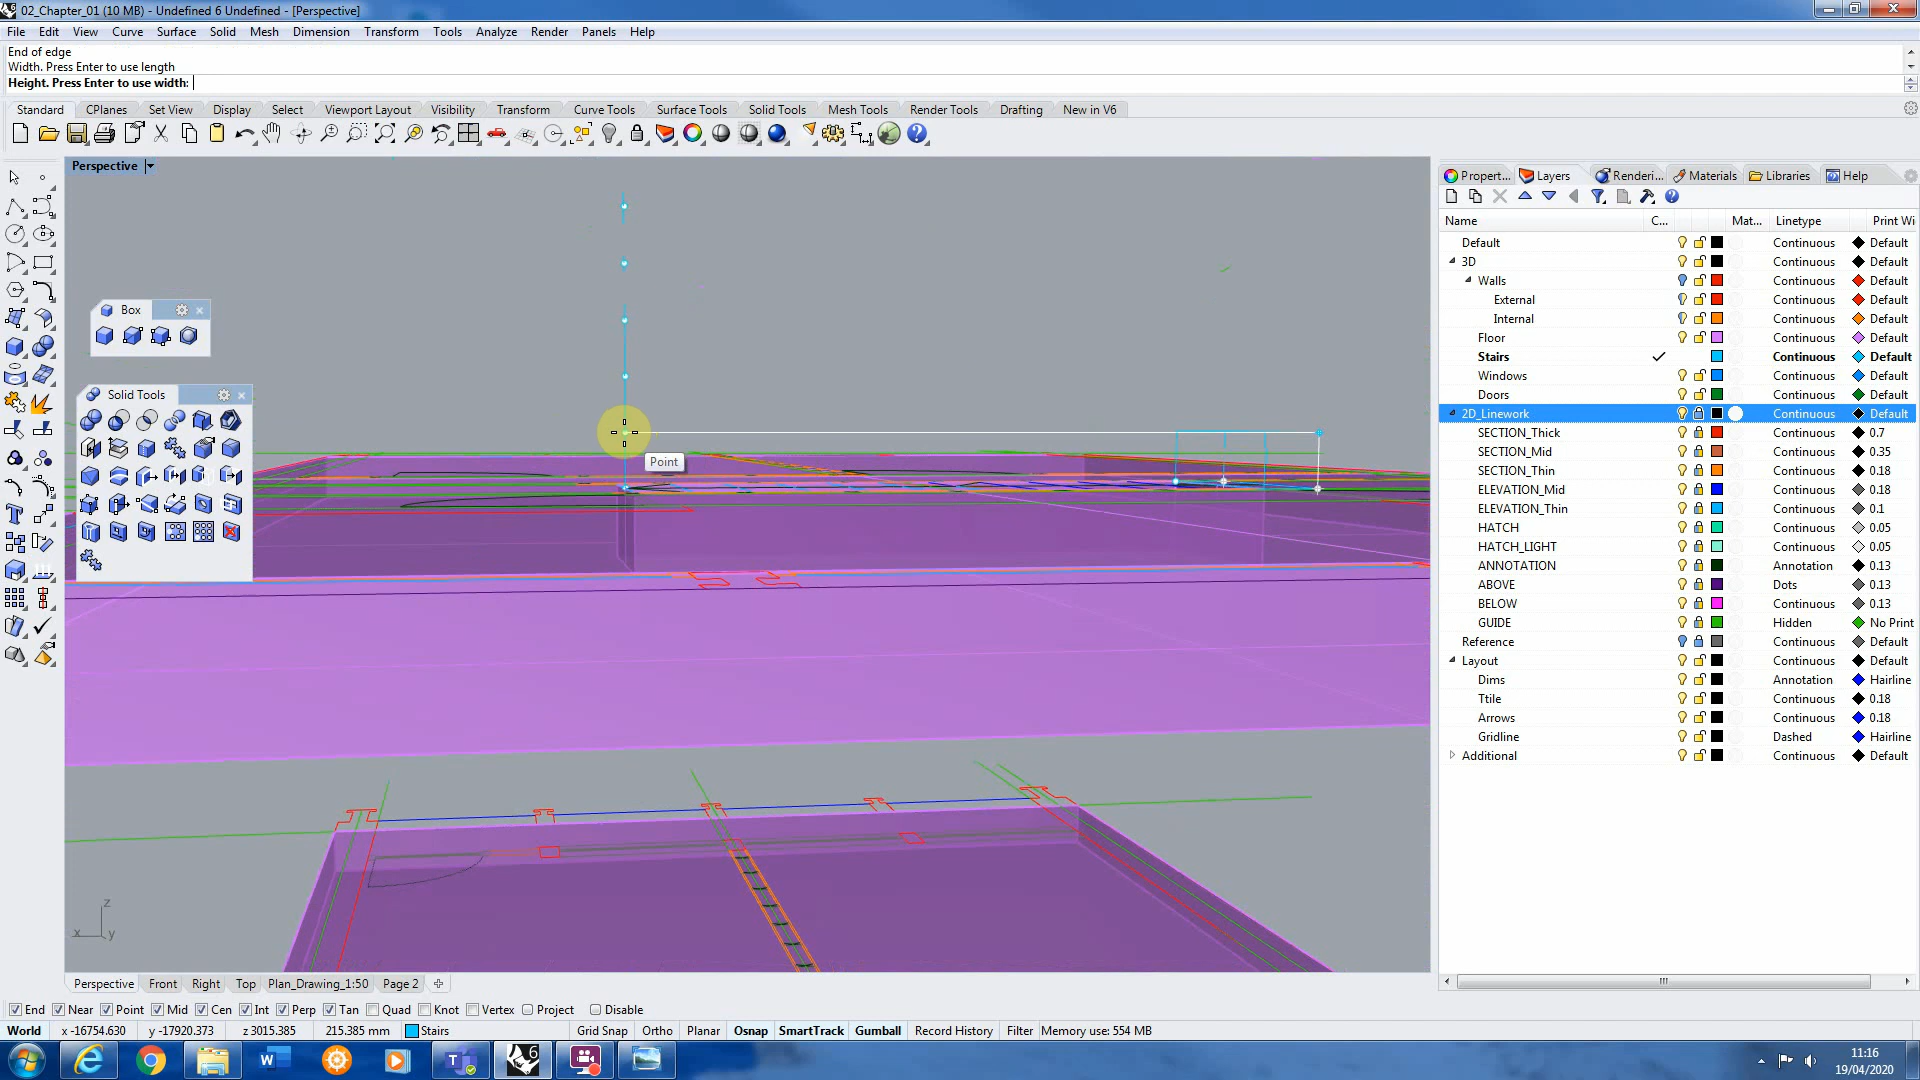 02_Chapter_01 (10 MB) - Undefined 6 Undefined - [Perspective]
File Edit View Curve Surface Solid Mesh Dimension Transform Tools Analyze Render Panels Help
End of edge
Width. Press Enter to use length
Height. Press Enter to use width:
Standard CPlanes Set View Display Select Viewport Layout Visibility Transform Curve Tools Surface Tools Solid Tools Mesh Tools Render Tools Drafting New in V6
Perspective
Propert... Layers Renderi... Materials Libraries Help
Name C... Mat... Linetype Print Wi
Default Continuous Default
3D Continuous Default
Walls Continuous Default
External Continuous Default
Internal Continuous Default
Floor Continuous Default
Stairs Continuous Default
Windows Continuous Default
Doors Continuous Default
2D_Linework Continuous Default
SECTION_Thick Continuous 0.7
SECTION_Mid Continuous 0.35
SECTION_Thin Continuous 0.18
ELEVATION_Mid Continuous 0.18
ELEVATION_Thin Continuous 0.1
HATCH Continuous 0.05
HATCH_LIGHT Continuous 0.05
ANNOTATION Annotation 0.13
ABOVE Dots 0.13
BELOW Continuous 0.13
GUIDE Hidden No Print
Reference Continuous Default
Layout Continuous Default
Dims Annotation Hairline
Ttile Continuous 0.18
Arrows Continuous 0.18
Gridline Dashed Hairline
Additional Continuous Default
Box
Solid Tools
Point
z
x y
Perspective Front Right Top Plan_Drawing_1:50 Page 2
End Near Point Mid Cen Int Perp Tan Quad Knot Vertex Project Disable
World x -16754.630 y -17920.373 z 3015.385 215.385 mm Stairs Grid Snap Ortho Planar Osnap SmartTrack Gumball Record History Filter Memory use: 554 MB
11:16
19/04/2020